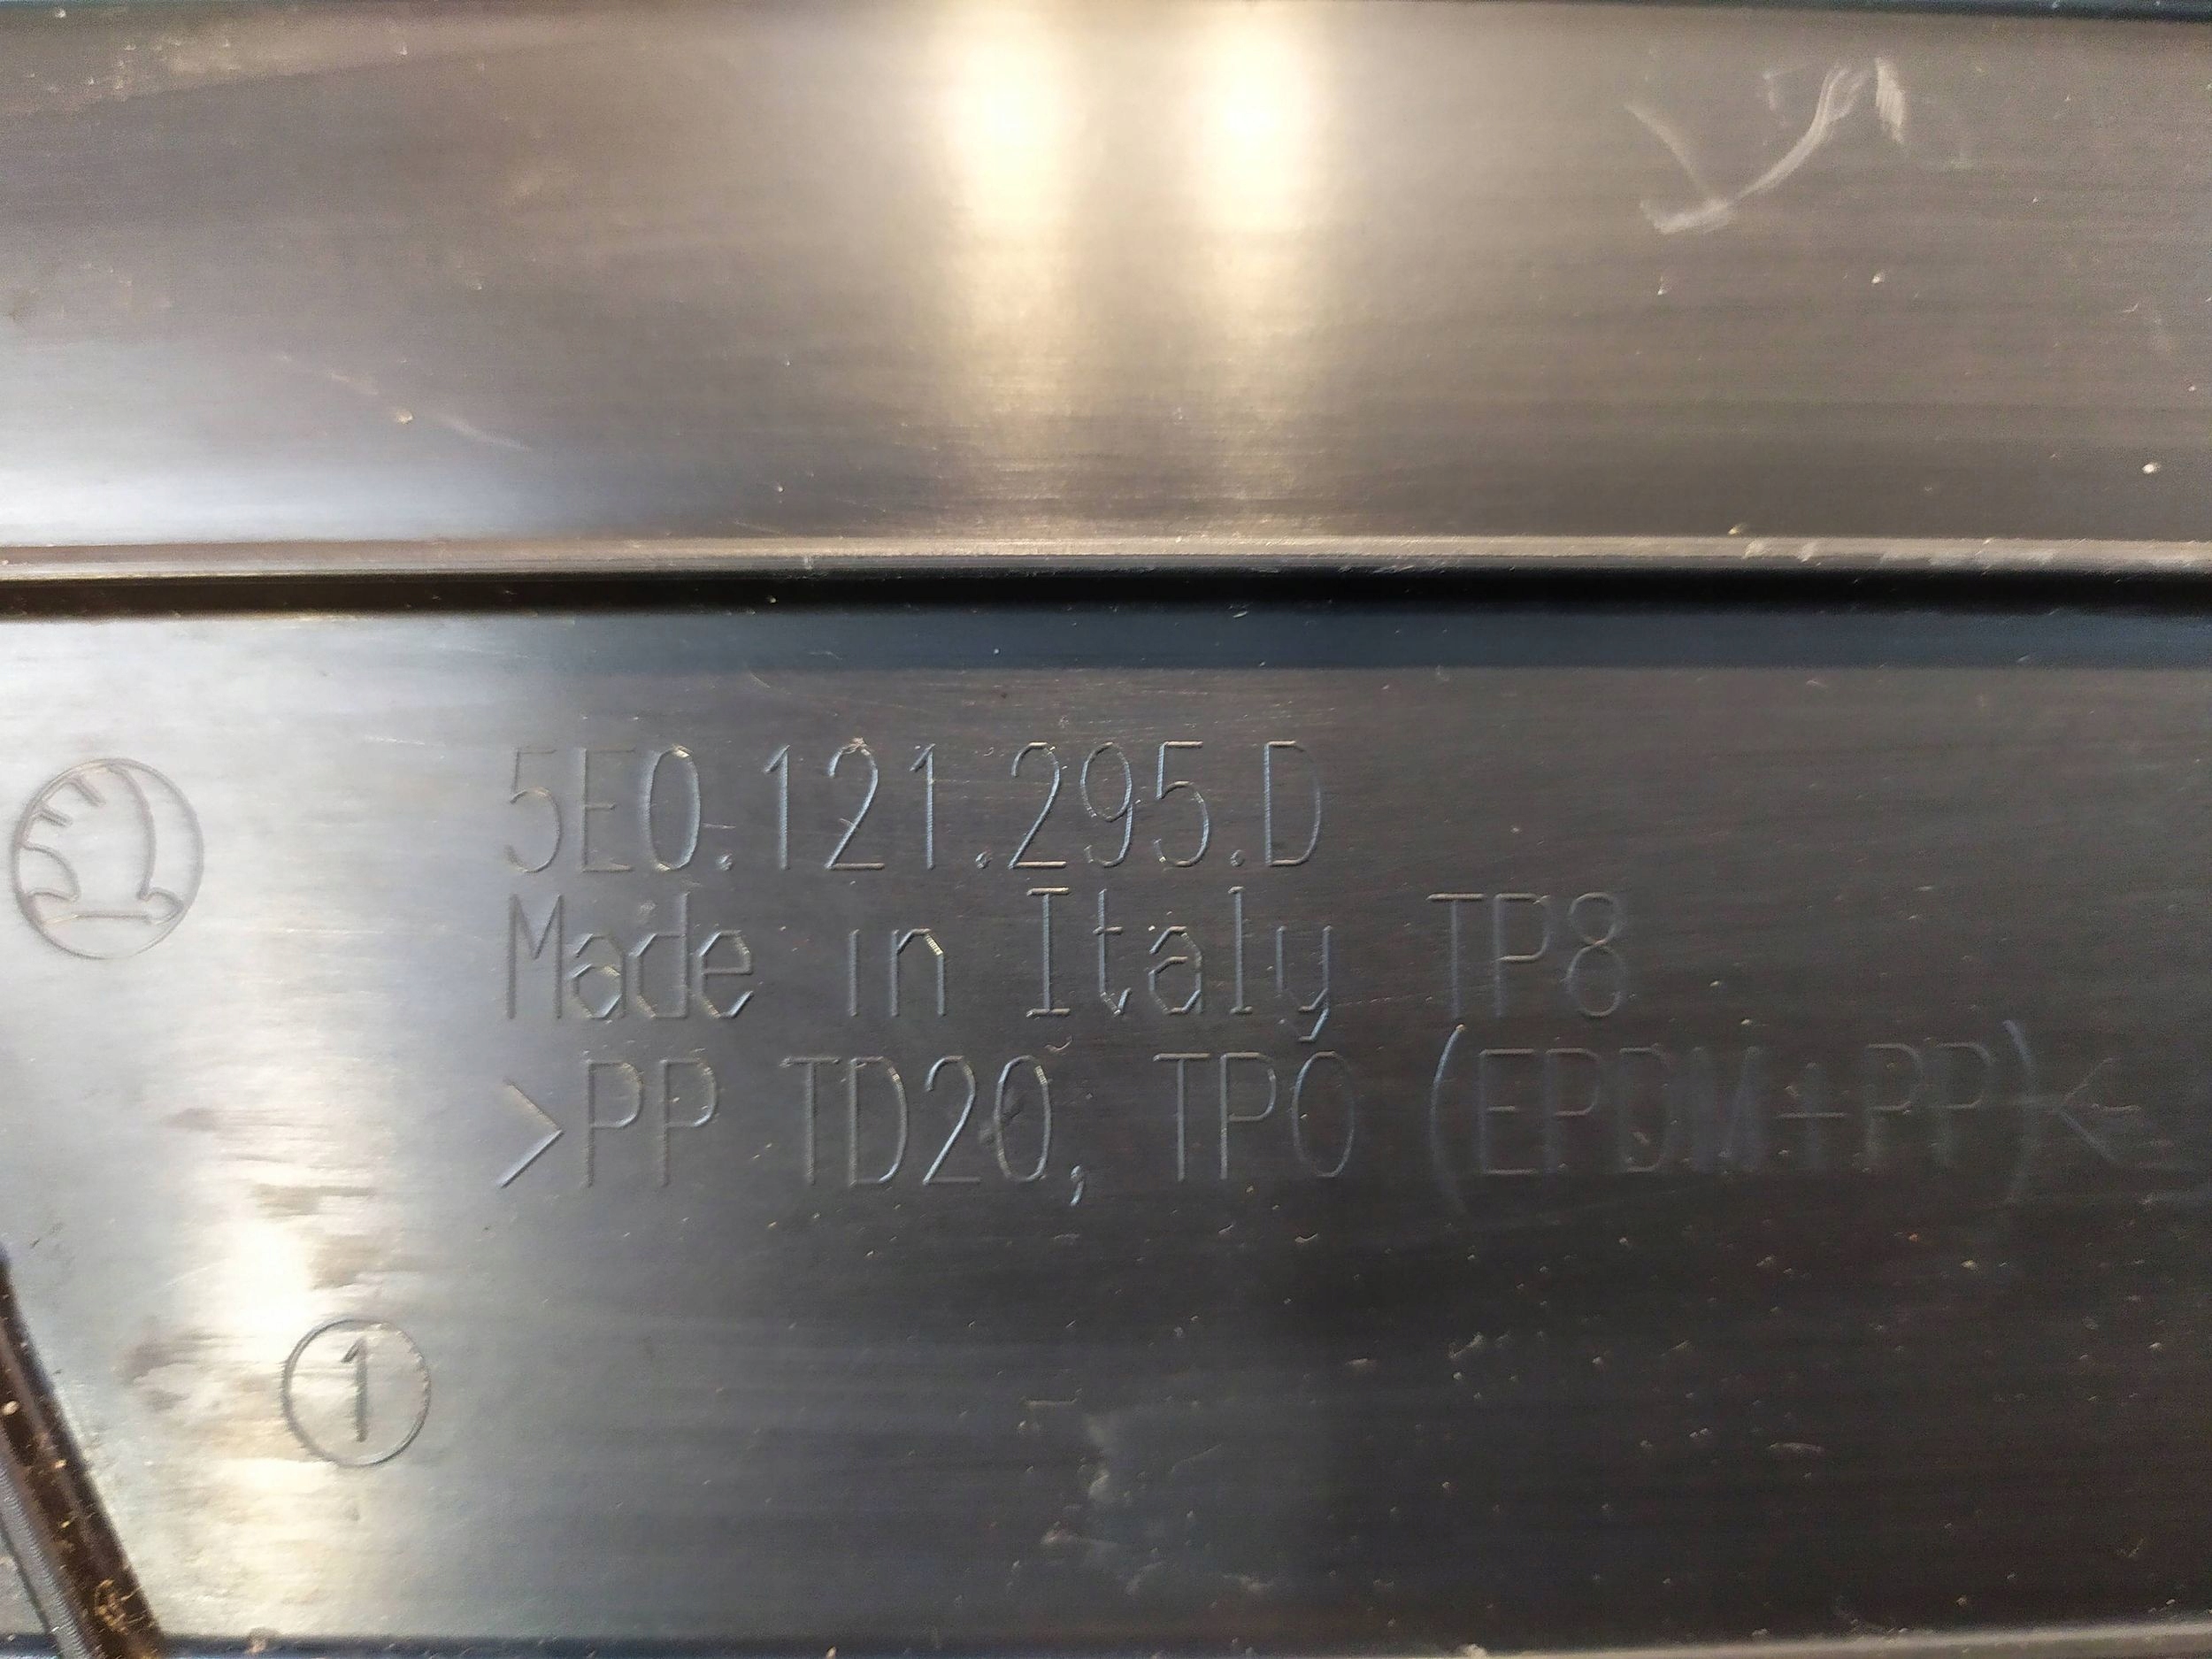 5E0.121.295.D
Made in Italy TP8
>PP TD20, TPO (EPDM+PP)<
1